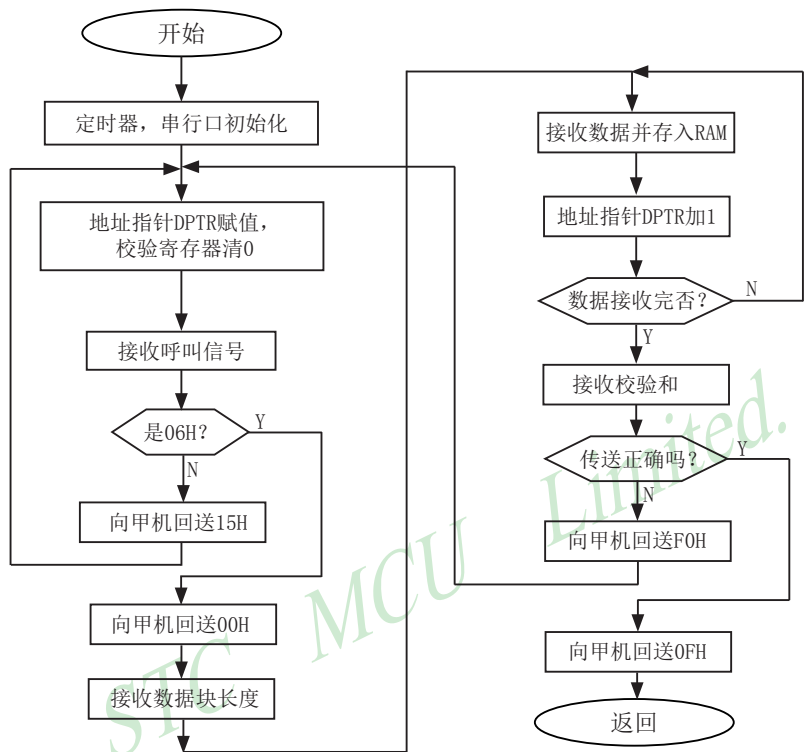 开始
定时器，串行口初始化
地址指针DPTR赋值，
校验寄存器清0
接收呼叫信号
是06H？
Y
N
向甲机回送15H
向甲机回送00H
接收数据块长度
接收数据并存入RAM
地址指针DPTR加1
数据接收完否？
N
Y
接收校验和
传送正确吗？
Y
N
向甲机回送F0H
向甲机回送0FH
返回
STC MCU Limited.